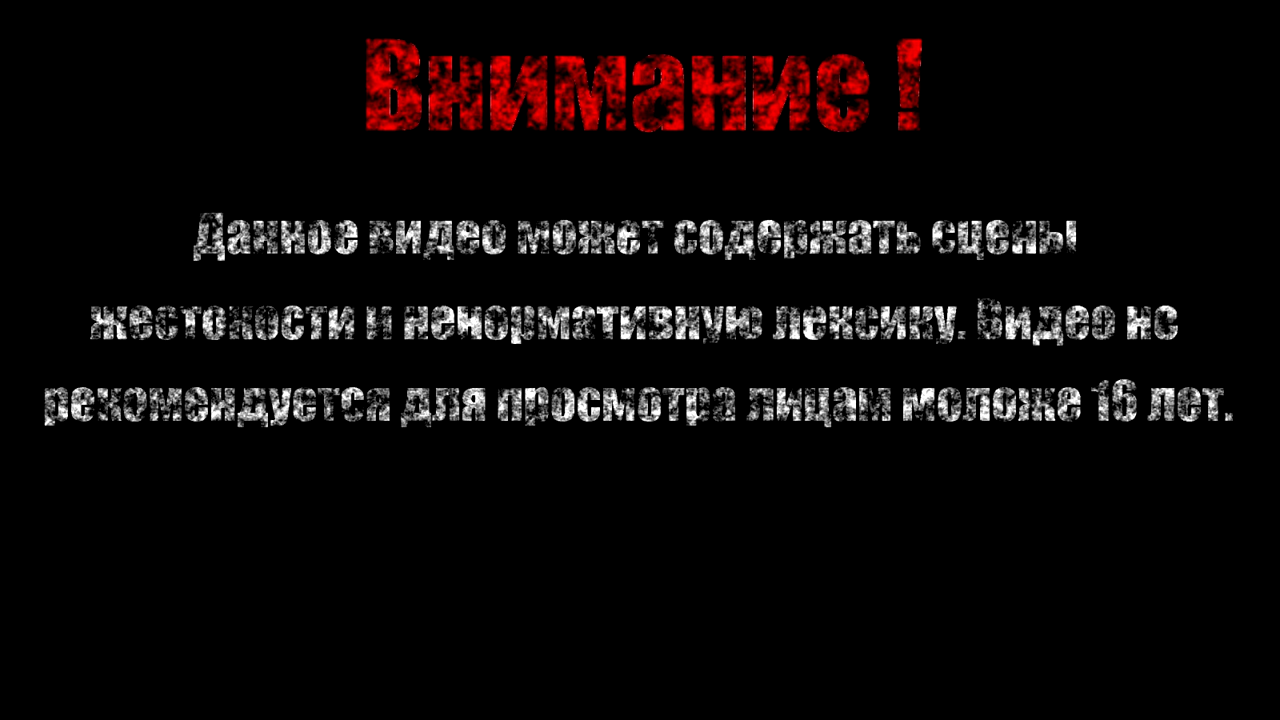 Внимание !
Данное видео может содержать сцены
жестокости и ненормативную лексику. Видео не
рекомендуется для просмотра лицам моложе 16 лет.